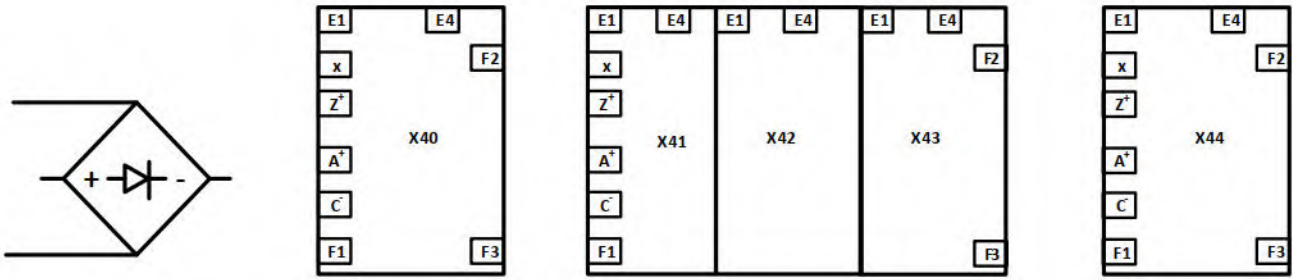 E1 E4 E1 E4 E1 E4 E1 E4 E1 E4
F2 F2 F2
x x x
Z+ Z+ Z+
X40 X41 X42 X43 X44
A+ A+ A+
+ -
C- C- C-
F1 F3 F1 F3 F1 F3